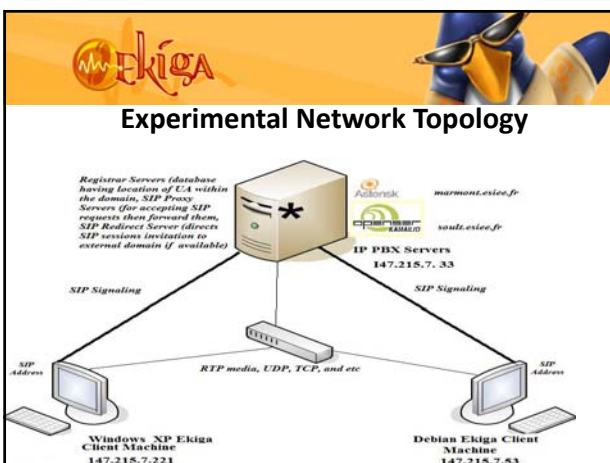 Ekiga
Experimental Network Topology
Registrar Servers (database
having location of UA within
the domain, SIP Proxy
Servers (for accepting SIP
requests then forward them,
SIP Redirect Server (directs
SIP sessions invitation to
external domain if available)
*
Asterisk
marmont.esiee.fr
openser
KAMAILIO
soult.esiee.fr
IP PBX Servers
147.215.7. 33
SIP Signaling
SIP Signaling
SIP
Address
RTP media, UDP, TCP, and etc
SIP
Address
Windows XP Ekiga
Client Machine
147.215.7.221
Debian Ekiga Client
Machine
147.215.7.53